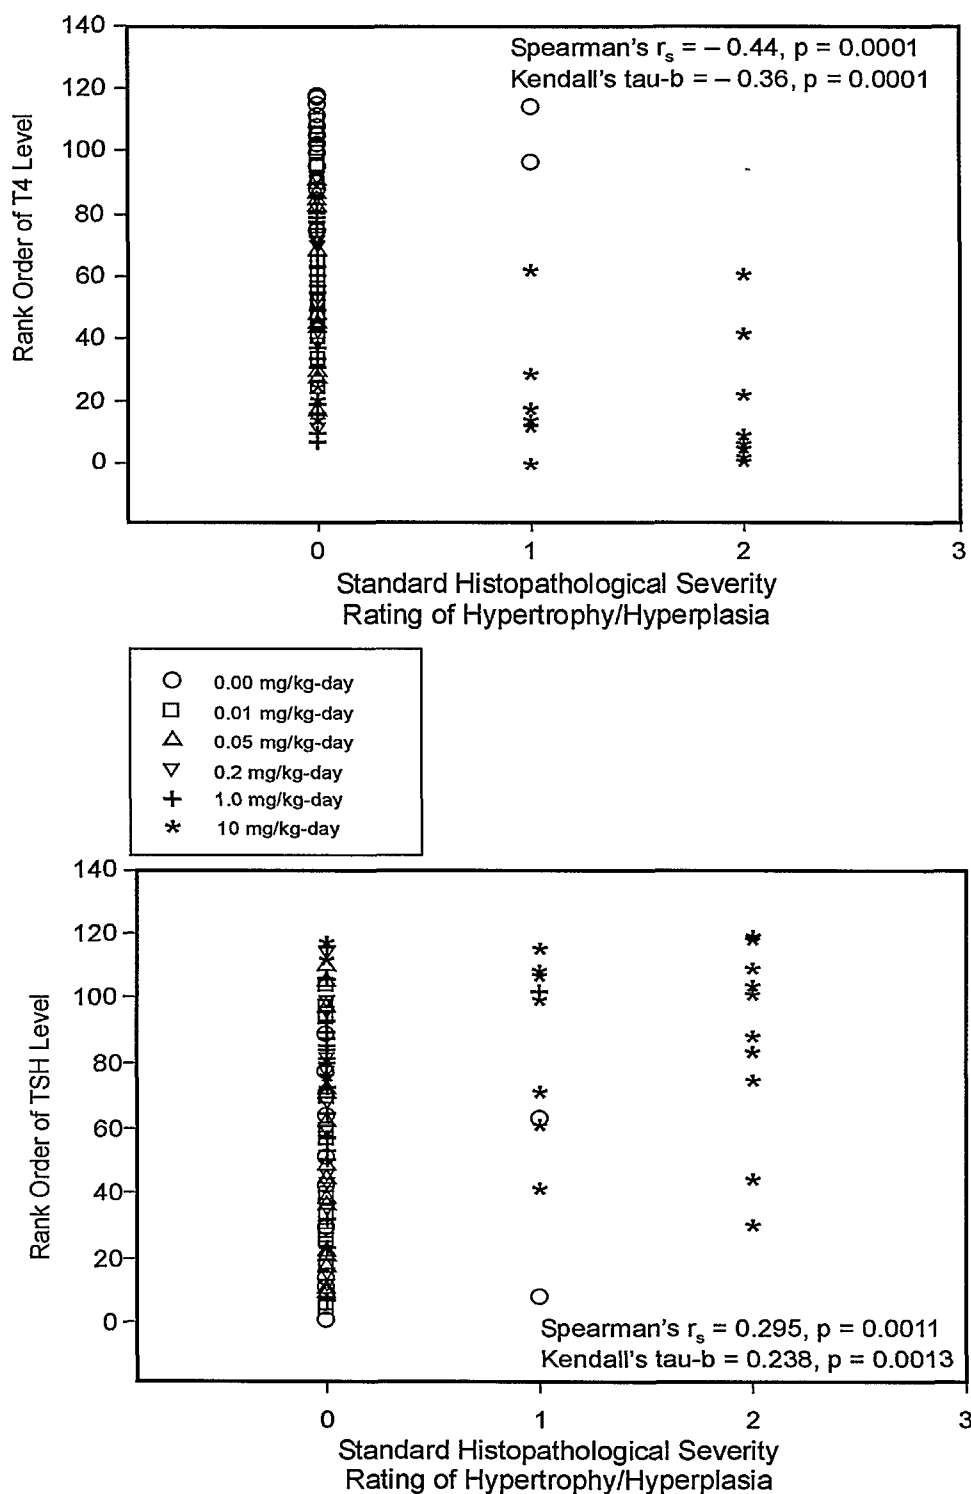 140
120
100
80
60
40
20
0
Rank Order of T4 Level
Spearman's rs = – 0.44, p = 0.0001
Kendall's tau-b = – 0.36, p = 0.0001
0 1 2 3
Standard Histopathological Severity
Rating of Hypertrophy/Hyperplasia
0.00 mg/kg-day
0.01 mg/kg-day
0.05 mg/kg-day
0.2 mg/kg-day
1.0 mg/kg-day
10 mg/kg-day
140
120
100
80
60
40
20
0
Rank Order of TSH Level
Spearman's rs = 0.295, p = 0.0011
Kendall's tau-b = 0.238, p = 0.0013
0 1 2 3
Standard Histopathological Severity
Rating of Hypertrophy/Hyperplasia